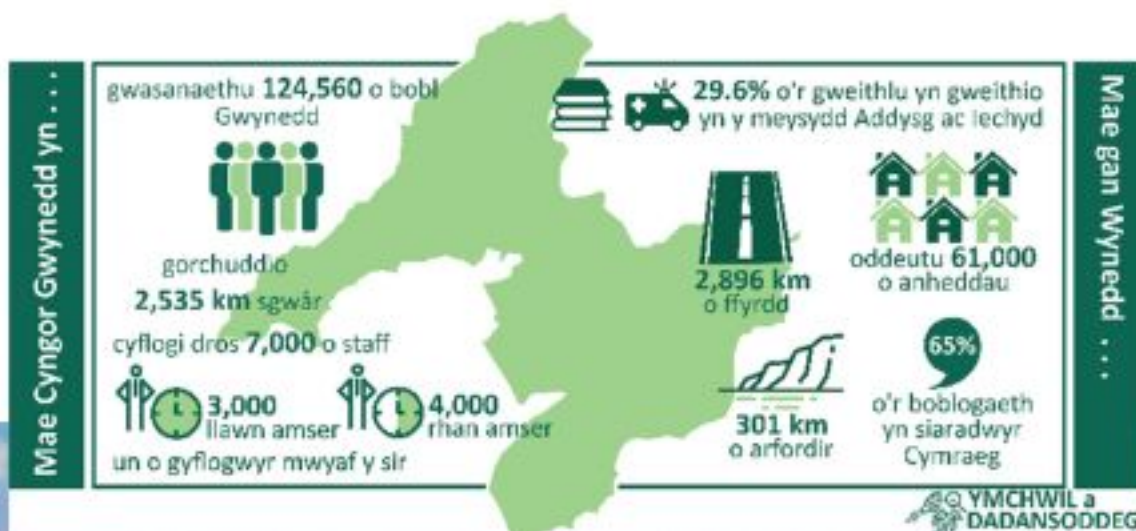 Mae Cyngor Gwynedd yn ...
gwasanaethu 124,560 o bobl
Gwynedd
gorchuddio
2,535 km sgwâr
cyflogi dros 7,000 o staff
3,000
llawn amser
4,000
rhan amser
un o gyflogwyr mwyaf y sir
Mae gan Wynedd ...
29.6% o'r gweithlu yn gweithio
yn y meysydd Addysg ac Iechyd
2,896 km
o ffyrdd
oddeutu 61,000
o anheddau
301 km
o arfordir
65%
o'r boblogaeth
yn siaradwyr
Cymraeg
YMCHWIL a
DADANSODDEG